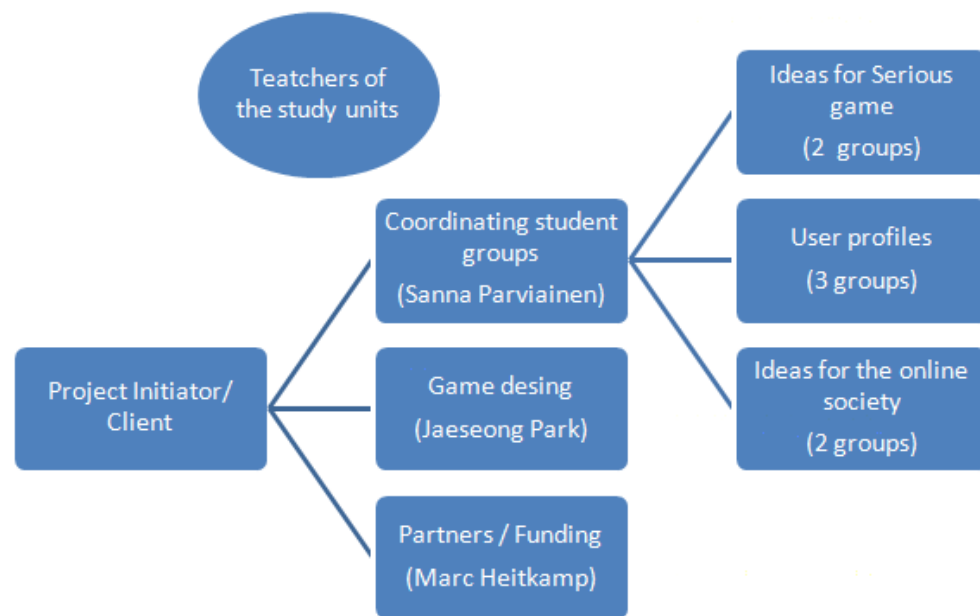 Teatchers of
the study units
Ideas for Serious
game
(2 groups)
Coordinating student
groups
(Sanna Parviainen)
User profiles
(3 groups)
Project Initiator/
Client
Game desing
(Jaeseong Park)
Ideas for the online
society
(2 groups)
Partners / Funding
(Marc Heitkamp)